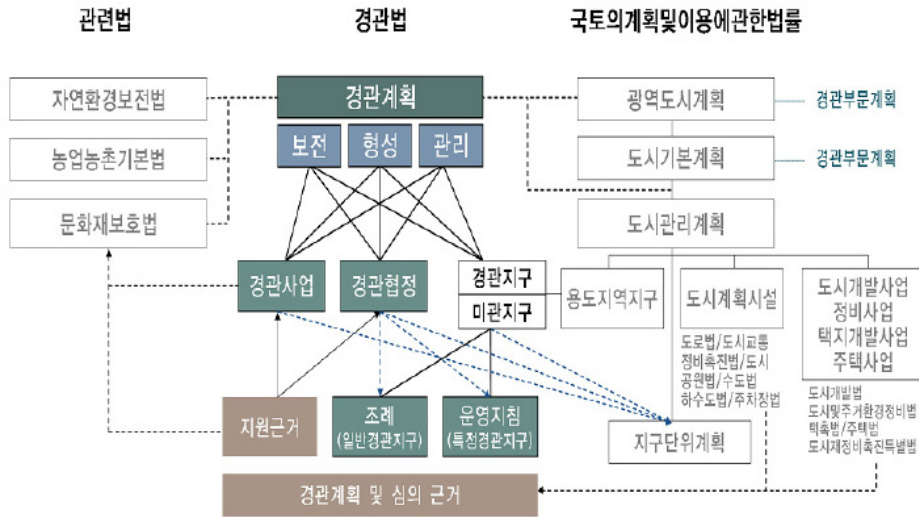 관련법
경관법
국토의계획및이용에관한법률
자연환경보전법
경관계획
광역도시계획
경관부문계획
보전
형성
관리
농업농촌기본법
도시기본계획
경관부문계획
문화재보호법
도시관리계획
경관사업
경관협정
경관지구
미관지구
용도지역지구
도시계획시설
도시개발사업
정비사업
택지개발사업
주택사업
도로법/도시교통
정비촉진법/도시
공원법/수도법
하수도법/주차장법
도시개발법
도시및주거환경정비법
택촉법/주택법
도시재정비촉진특별법
지원근거
조례
(일반경관지구)
운영지침
(특정경관지구)
지구단위계획
경관계획 및 심의 근거